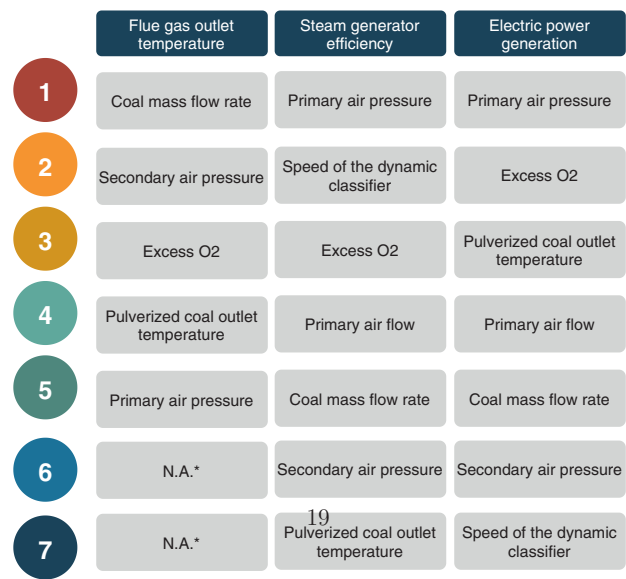 Flue gas outlet
temperature
Steam generator
efficiency
Electric power
generation
1
Coal mass flow rate
Primary air pressure
Primary air pressure
2
Secondary air pressure
Speed of the dynamic
classifier
Excess O2
3
Excess O2
Excess O2
Pulverized coal outlet
temperature
4
Pulverized coal outlet
temperature
Primary air flow
Primary air flow
5
Primary air pressure
Coal mass flow rate
Coal mass flow rate
6
N.A.*
Secondary air pressure
Secondary air pressure
19
7
N.A.*
Pulverized coal outlet
temperature
Speed of the dynamic
classifier